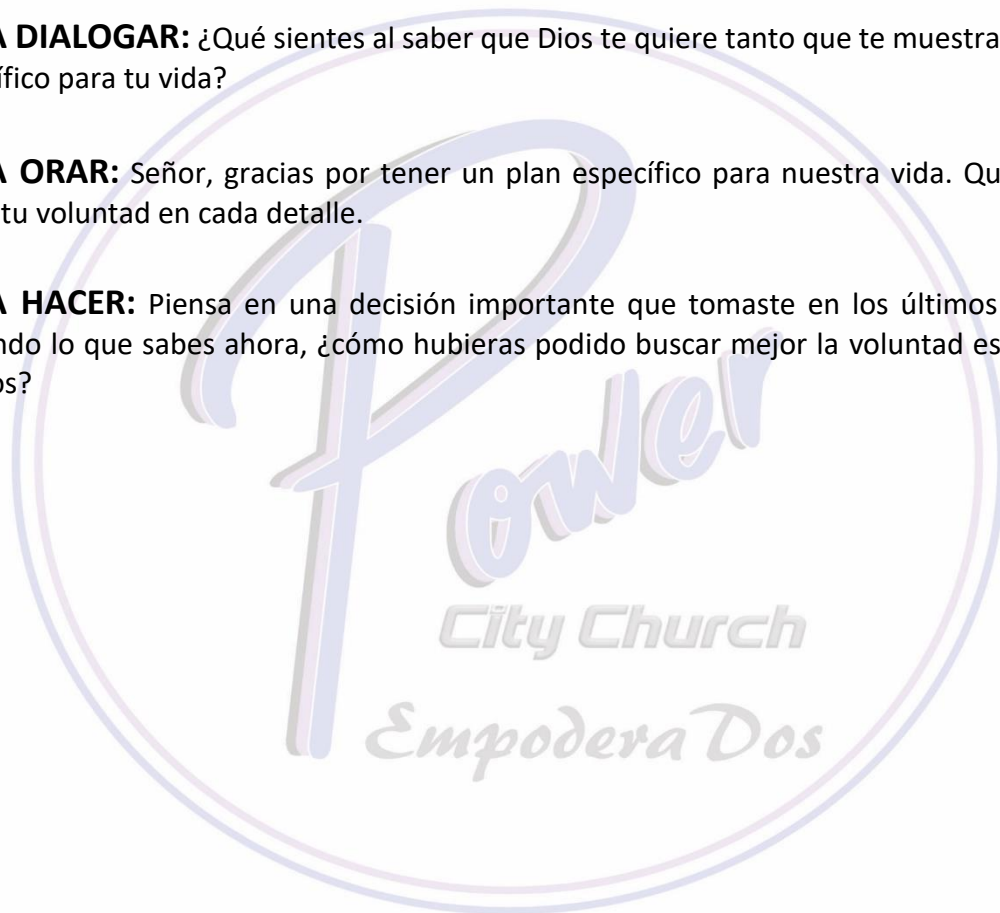 A DIALOGAR: ¿Qué sientes al saber que Dios te quiere tanto que te muestra
ífico para tu vida?
A ORAR: Señor, gracias por tener un plan específico para nuestra vida. Qu
tu voluntad en cada detalle.
A HACER: Piensa en una decisión importante que tomaste en los últimos
ndo lo que sabes ahora, ¿cómo hubieras podido buscar mejor la voluntad es
os?
Power
City Church
EmpoderaDos